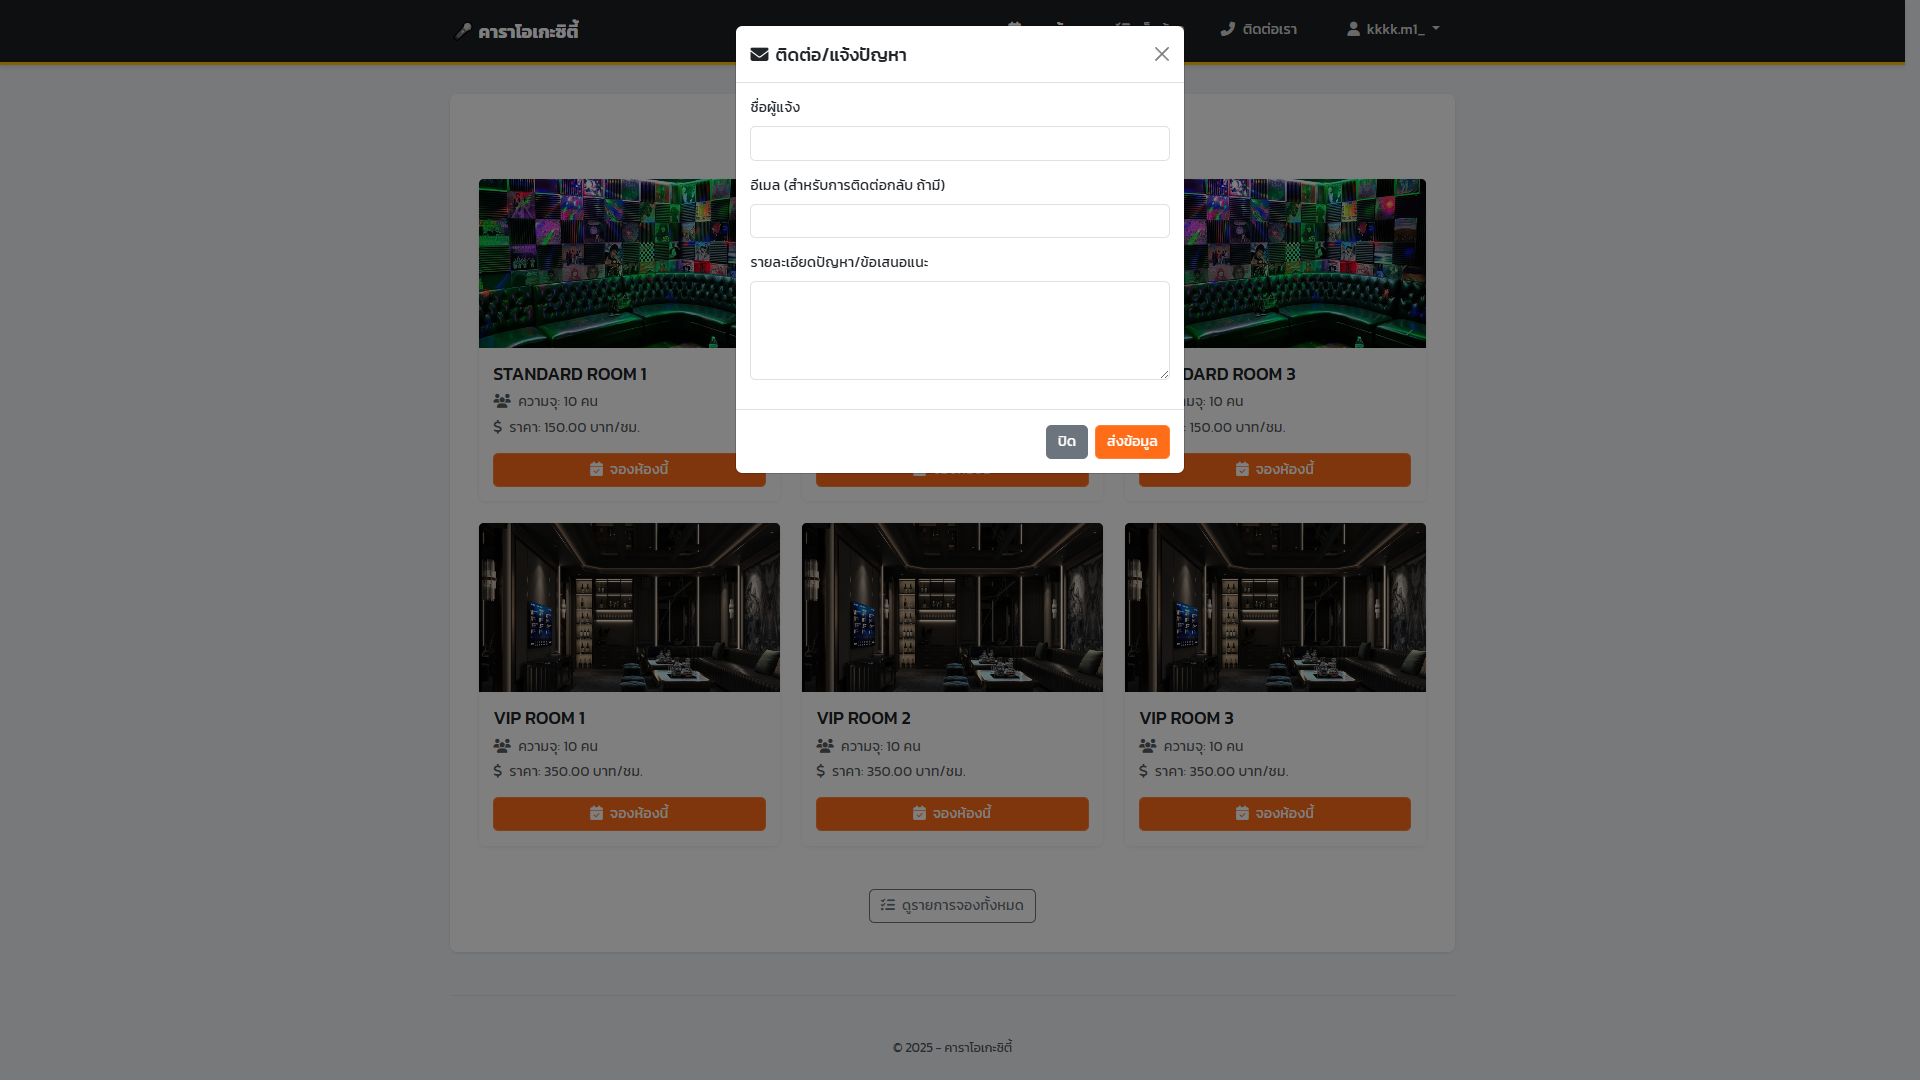 คาราโอเกะซิตี้
ติดต่อเรา
kkkk.m1_
ติดต่อ/แจ้งปัญหา
ชื่อผู้แจ้ง
อีเมล (สำหรับการติดต่อกลับ ถ้ามี)
รายละเอียดปัญหา/ข้อเสนอแนะ
ปิด
ส่งข้อมูล
STANDARD ROOM 1
ความจุ: 10 คน
ราคา: 150.00 บาท/ชม.
จองห้องนี้
DARD ROOM 3
มจุ: 10 คน
: 150.00 บาท/ชม.
จองห้องนี้
VIP ROOM 1
ความจุ: 10 คน
ราคา: 350.00 บาท/ชม.
จองห้องนี้
VIP ROOM 2
ความจุ: 10 คน
ราคา: 350.00 บาท/ชม.
จองห้องนี้
VIP ROOM 3
ความจุ: 10 คน
ราคา: 350.00 บาท/ชม.
จองห้องนี้
ดูรายการจองทั้งหมด
© 2025 - คาราโอเกะซิตี้